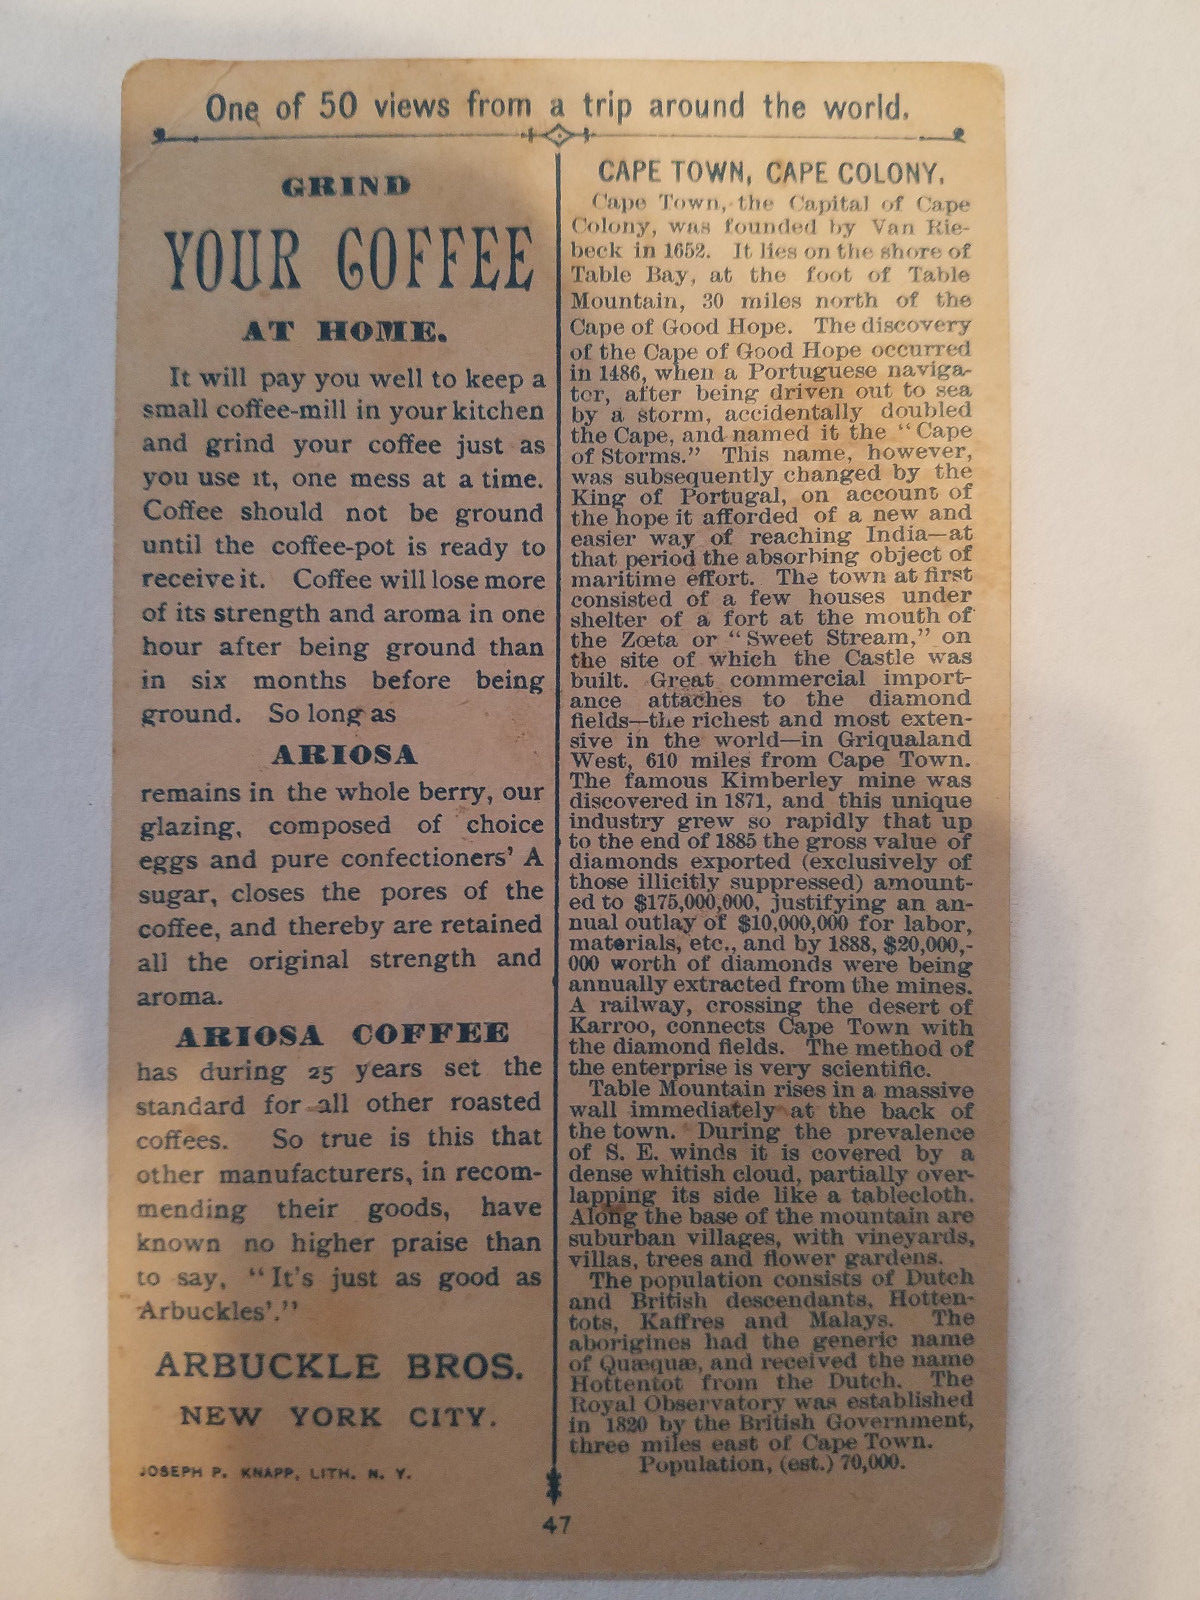 One of 50 views from a trip around the world.
GRIND
YOUR COFFEE
AT HOME.
It will pay you well to keep a
small coffee-mill in your kitchen
and grind your coffee just as
you use it, one mess at a time.
Coffee should not be ground
until the coffee-pot is ready to
receive it. Coffee will lose more
of its strength and aroma in one
hour after being ground than
in six months before being
ground. So long as
ARIOSA
remains in the whole berry, our
glazing, composed of choice
eggs and pure confectioners' A
sugar, closes the pores of the
coffee, and thereby are retained
all the original strength and
aroma.
ARIOSA COFFEE
has during 25 years set the
standard for all other roasted
coffees. So true is this that
other manufacturers, in recom-
mending their goods, have
known no higher praise than
to say, "It's just as good as
Arbuckles'."
ARBUCKLE BROS.
NEW YORK CITY.
JOSEPH P. KNAPP, LITH. N. Y.
CAPE TOWN, CAPE COLONY.
Cape Town, the Capital of Cape
Colony, was founded by Van Rie-
beck in 1652. It lies on the shore of
Table Bay, at the foot of Table
Mountain, 30 miles north of the
Cape of Good Hope. The discovery
of the Cape of Good Hope occurred
in 1486, when a Portuguese naviga-
tor, after being driven out to sea
by a storm, accidentally doubled
the Cape, and named it the "Cape
of Storms." This name, however,
was subsequently changed by the
King of Portugal, on account of
the hope it afforded of a new and
easier way of reaching India—at
that period the absorbing object of
maritime effort. The town at first
consisted of a few houses under
shelter of a fort at the mouth of
the Zœta or "Sweet Stream," on
the site of which the Castle was
built. Great commercial import-
ance attaches to the diamond
fields—the richest and most exten-
sive in the world—in Griqualand
West, 610 miles from Cape Town.
The famous Kimberley mine was
discovered in 1871, and this unique
industry grew so rapidly that up
to the end of 1885 the gross value of
diamonds exported (exclusively of
those illicitly suppressed) amount-
ed to $175,000,000, justifying an an-
nual outlay of $10,000,000 for labor,
materials, etc., and by 1888, $20,000,-
000 worth of diamonds were being
annually extracted from the mines.
A railway, crossing the desert of
Karroo, connects Cape Town with
the diamond fields. The method of
the enterprise is very scientific.
Table Mountain rises in a massive
wall immediately at the back of
the town. During the prevalence
of S. E. winds it is covered by a
dense whitish cloud, partially over-
lapping its side like a tablecloth.
Along the base of the mountain are
suburban villages, with vineyards,
villas, trees and flower gardens.
The population consists of Dutch
and British descendants, Hotten-
tots, Kaffres and Malays. The
aborigines had the generic name
of Quæquæ, and received the name
Hottentot from the Dutch. The
Royal Observatory was established
in 1820 by the British Government,
three miles east of Cape Town.
Population, (est.) 70,000.
47